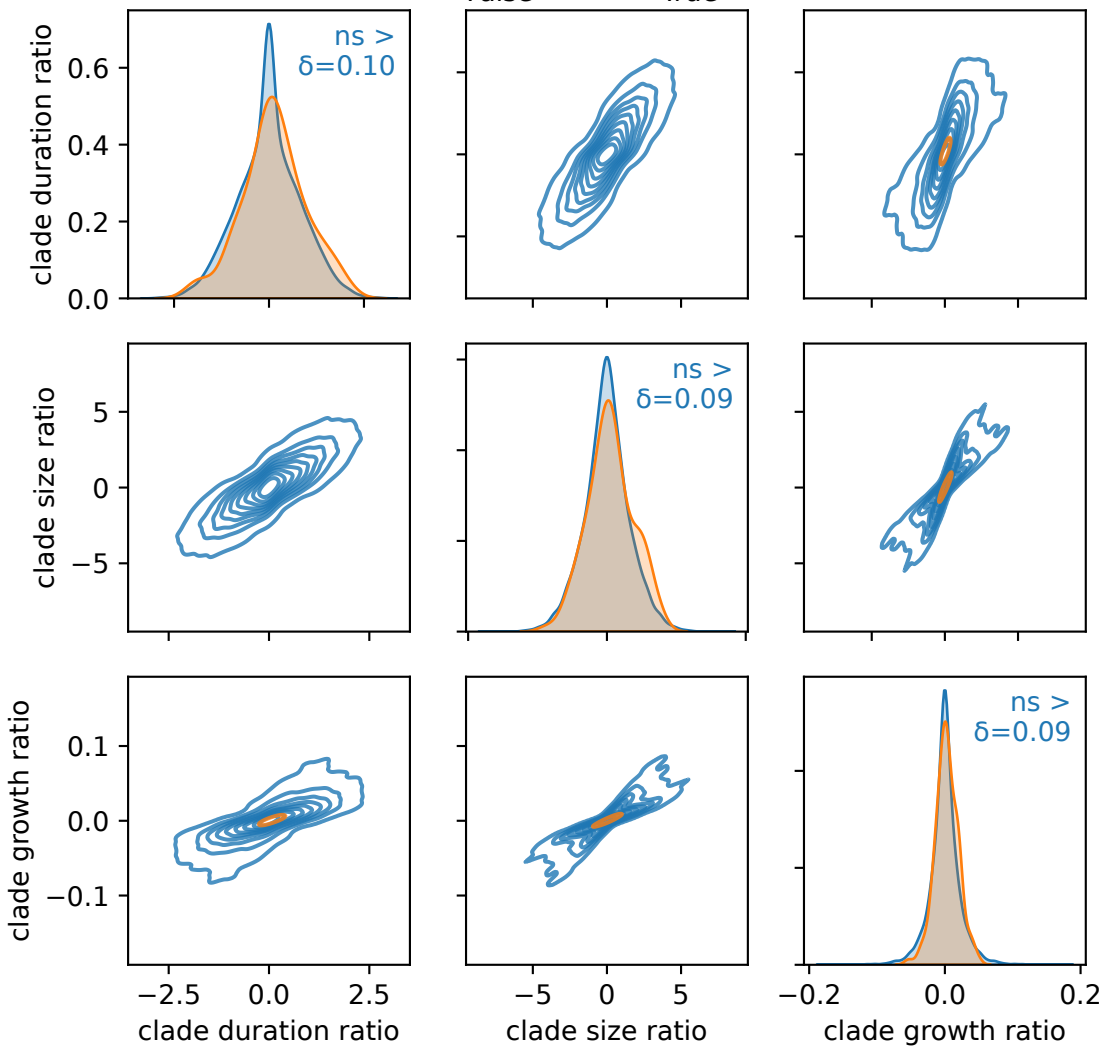 ns >
δ=0.10
clade duration ratio
0.6
0.4
0.2
0.0
ns >
δ=0.09
clade size ratio
5
0
−5
ns >
δ=0.09
clade growth ratio
0.1
0.0
−0.1
−2.5 0.0 2.5
−5 0 5
−0.2 0.0 0.2
clade duration ratio
clade size ratio
clade growth ratio